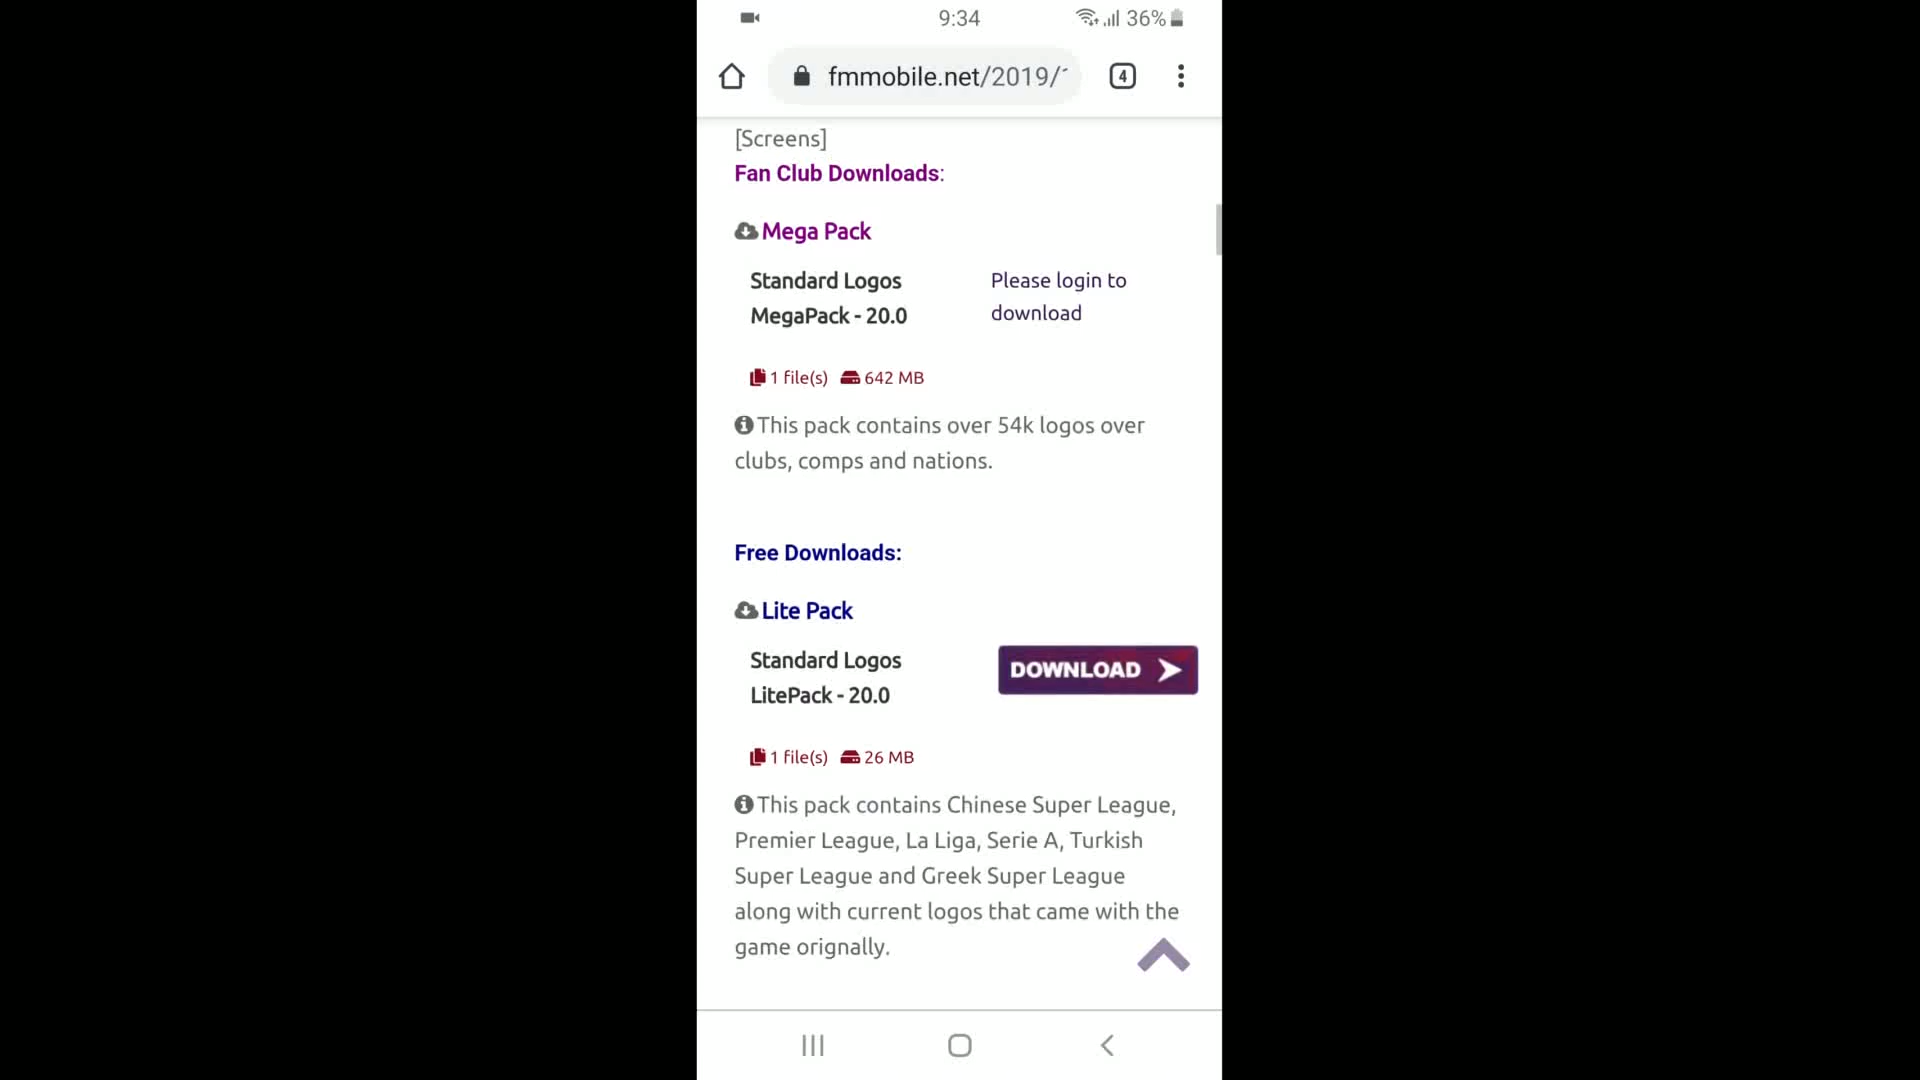 9:34
36%
fmmobile.net/2019/
4
[Screens]
Fan Club Downloads:
Mega Pack
Standard Logos
MegaPack - 20.0
Please login to
download
1 file(s) 642 MB
This pack contains over 54k logos over
clubs, comps and nations.
Free Downloads:
Lite Pack
Standard Logos
LitePack - 20.0
DOWNLOAD
1 file(s) 26 MB
This pack contains Chinese Super League,
Premier League, La Liga, Serie A, Turkish
Super League and Greek Super League
along with current logos that came with the
game orignally.